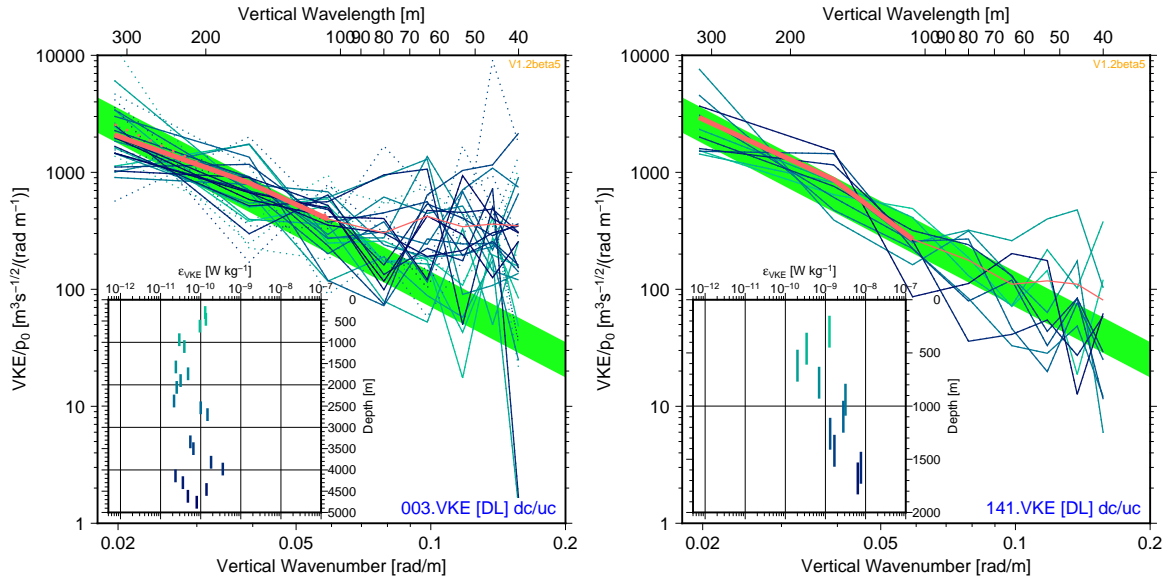 Vertical Wavelength [m]
300 200 100 90 80 70 60 50 40
10000
1000
100
10
1
VKE/p₀ [m³s⁻¹/²/(rad m⁻¹)]
V1.2beta5
ε_VKE [W kg⁻¹]
10⁻¹² 10⁻¹¹ 10⁻¹⁰ 10⁻⁹ 10⁻⁸ 10⁻⁷
0
500
1000
1500
2000
2500
3000
3500
4000
4500
5000
Depth [m]
003.VKE [DL] dc/uc
0.02 0.05 0.1 0.2
Vertical Wavenumber [rad/m]
Vertical Wavelength [m]
300 200 100 90 80 70 60 50 40
10000
1000
100
10
1
VKE/p₀ [m³s⁻¹/²/(rad m⁻¹)]
V1.2beta5
ε_VKE [W kg⁻¹]
10⁻¹² 10⁻¹¹ 10⁻¹⁰ 10⁻⁹ 10⁻⁸ 10⁻⁷
0
500
1000
1500
2000
Depth [m]
141.VKE [DL] dc/uc
0.02 0.05 0.1 0.2
Vertical Wavenumber [rad/m]